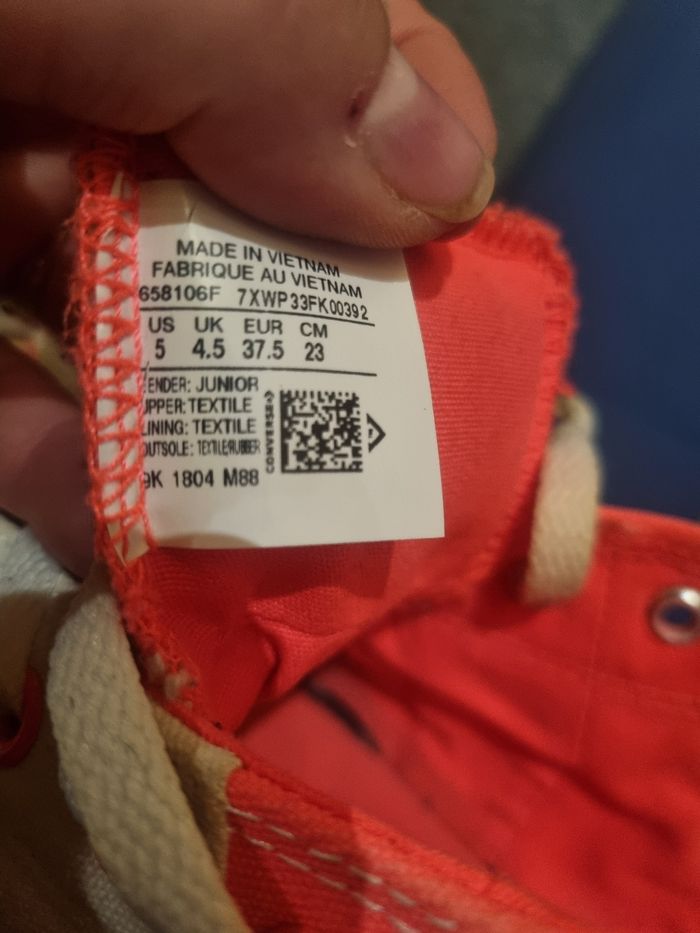 MADE IN VIETNAM
FABRIQUE AU VIETNAM
658106F 7XWP33FK00392
US UK EUR CM
5 4.5 37.5 23
ENDER: JUNIOR
UPPER: TEXTILE
LINING: TEXTILE
OUTSOLE: TEXTILE/RUBBER
CONVERSE
K 1804 M88